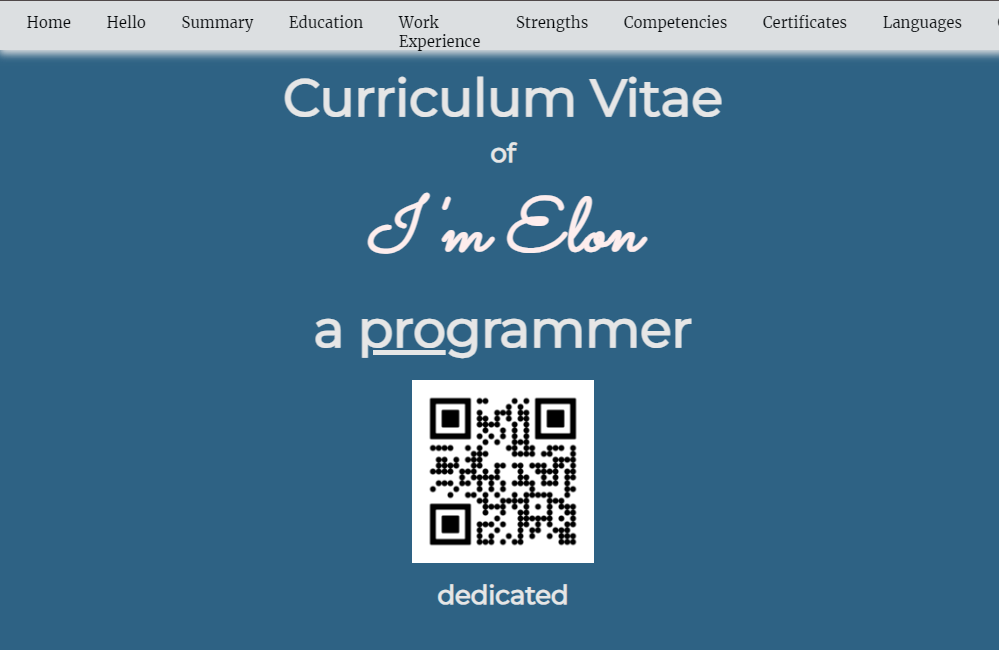 Home Hello Summary Education Work Experience Strengths Competencies Certificates Languages
Curriculum Vitae
of
I'm Elon
a programmer
dedicated